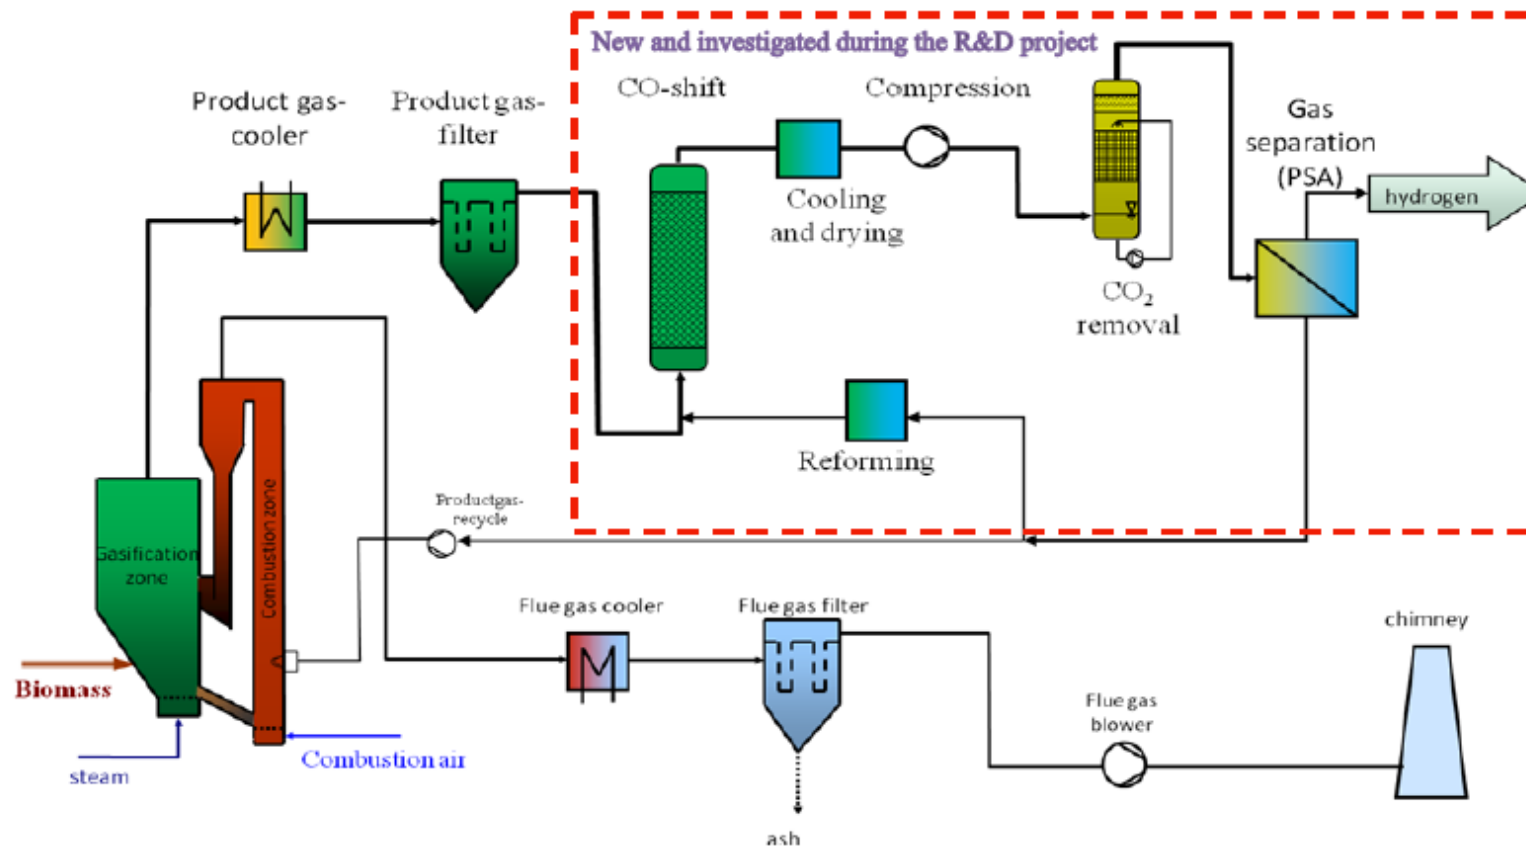 New and investigated during the R&D project
CO-shift
Compression
Product gas-
cooler
Product gas-
filter
Gas
separation
(PSA)
hydrogen
Cooling
and drying
CO₂
removal
Reforming
Productgas-
recycle
Gasification
zone
Combustion zone
Flue gas cooler
Flue gas filter
chimney
Biomass
Flue gas
blower
steam
Combustion air
ash